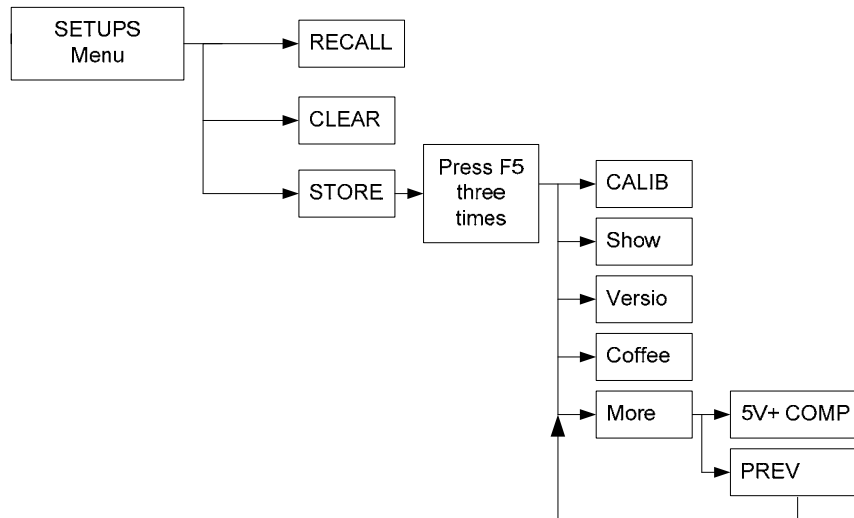 SETUPS
Menu
RECALL
CLEAR
STORE
Press F5
three
times
CALIB
Show
Versio
Coffee
More
5V+ COMP
PREV